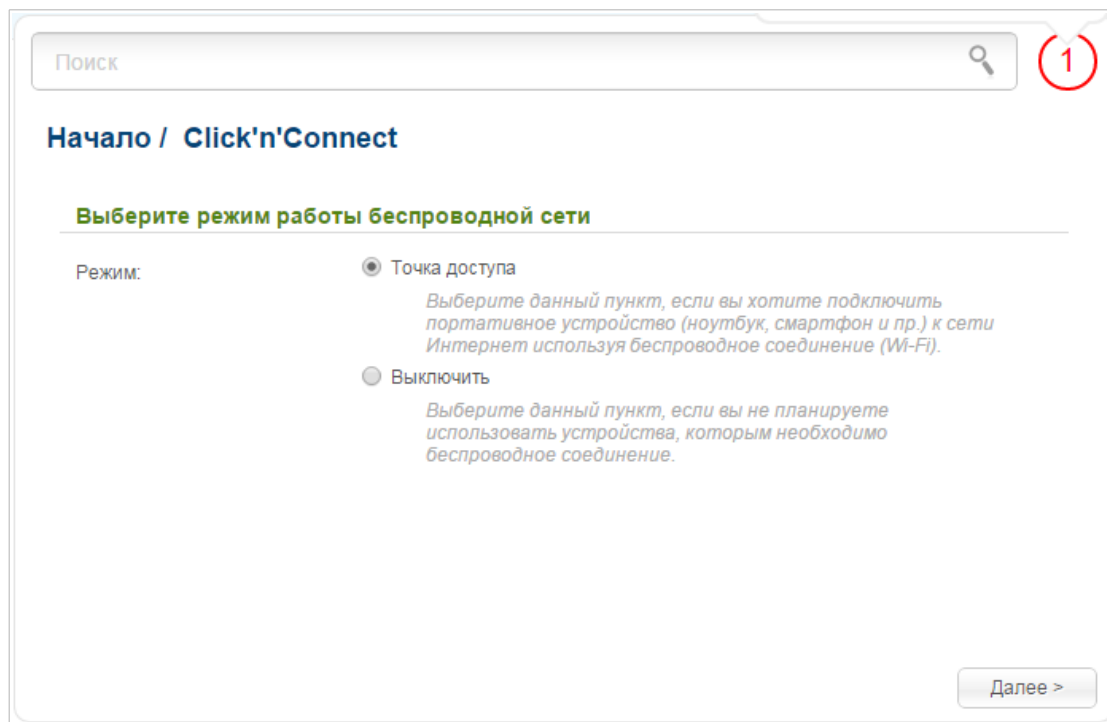 Поиск
1
Начало / Click'n'Connect
Выберите режим работы беспроводной сети
Режим:
Точка доступа
Выберите данный пункт, если вы хотите подключить
портативное устройство (ноутбук, смартфон и пр.) к сети
Интернет используя беспроводное соединение (Wi-Fi).
Выключить
Выберите данный пункт, если вы не планируете
использовать устройства, которым необходимо
беспроводное соединение.
Далее >